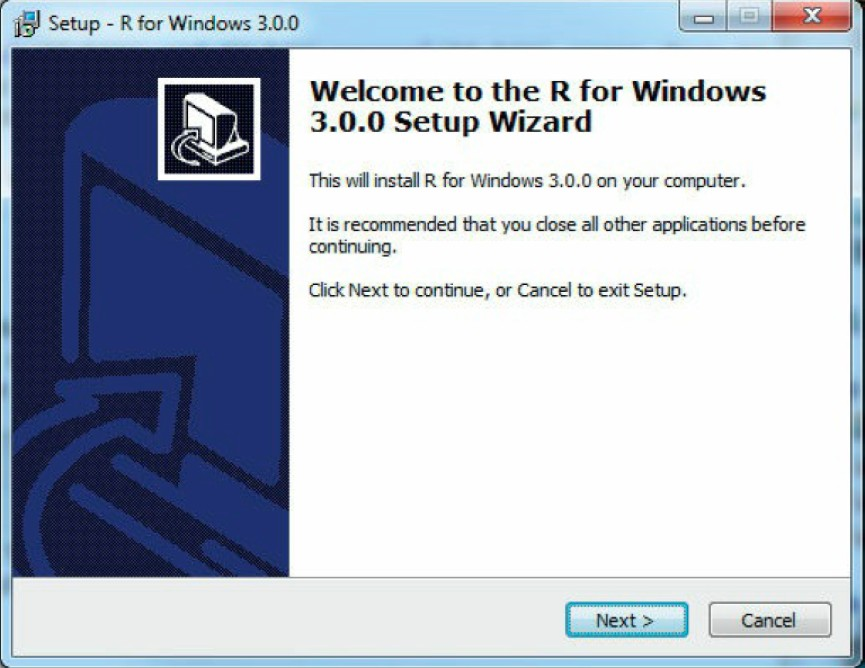 Setup - R for Windows 3.0.0
Welcome to the R for Windows
3.0.0 Setup Wizard
This will install R for Windows 3.0.0 on your computer.
It is recommended that you close all other applications before
continuing.
Click Next to continue, or Cancel to exit Setup.
Next >
Cancel